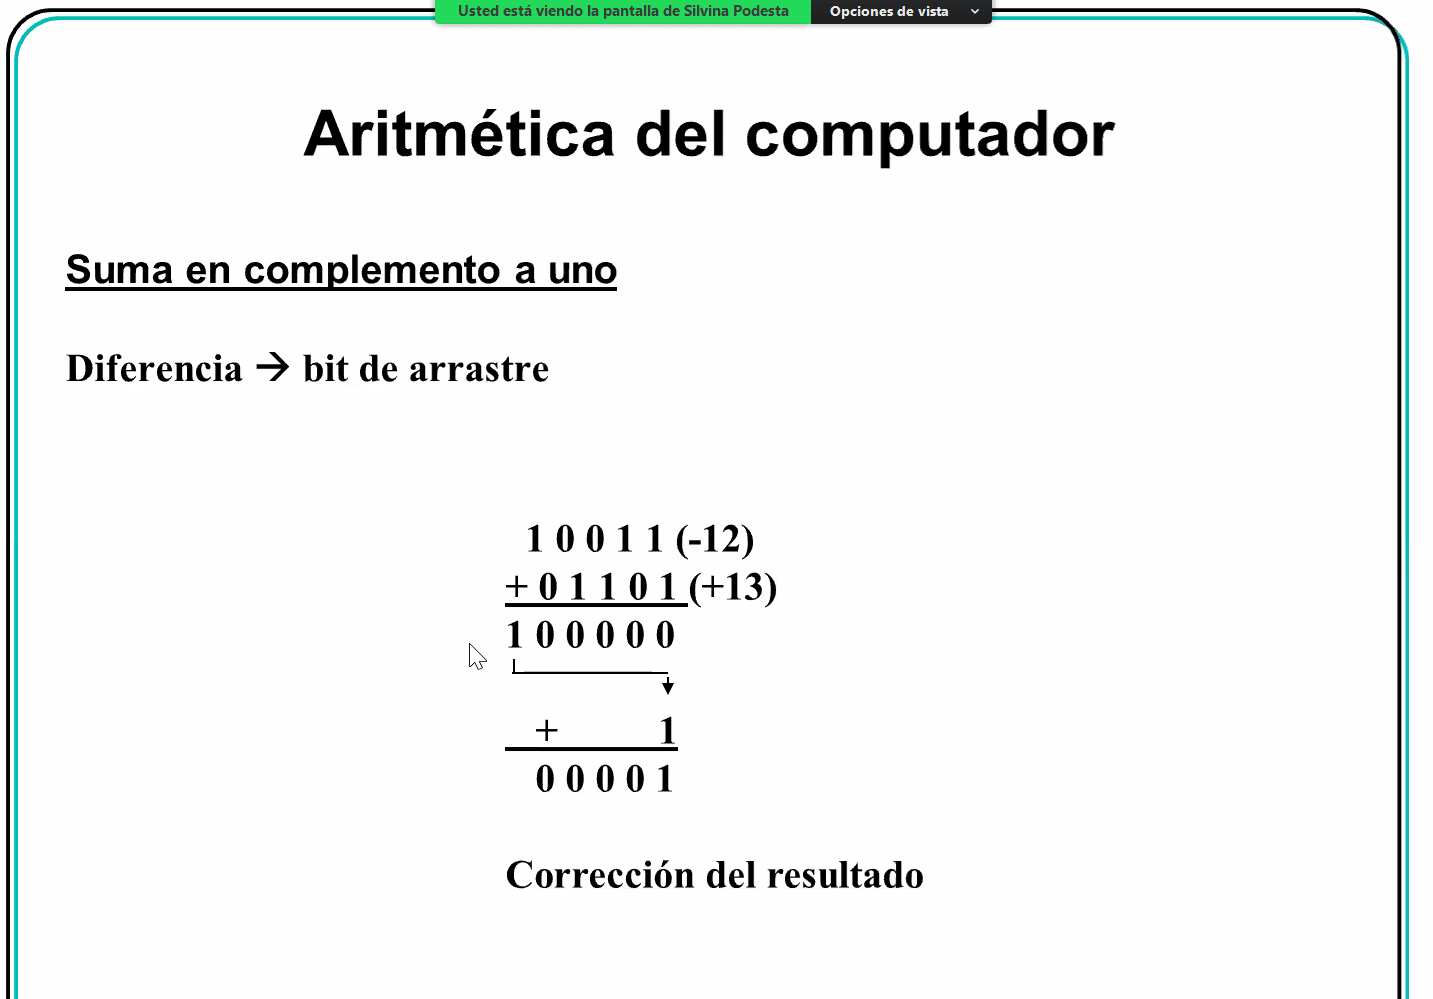 Usted está viendo la pantalla de Silvina Podesta Opciones de vista
Aritmética del computador
Suma en complemento a uno
Diferencia → bit de arrastre
1 0 0 1 1 (-12)
+ 0 1 1 0 1 (+13)
1 0 0 0 0 0
+ 1
0 0 0 0 1
Corrección del resultado